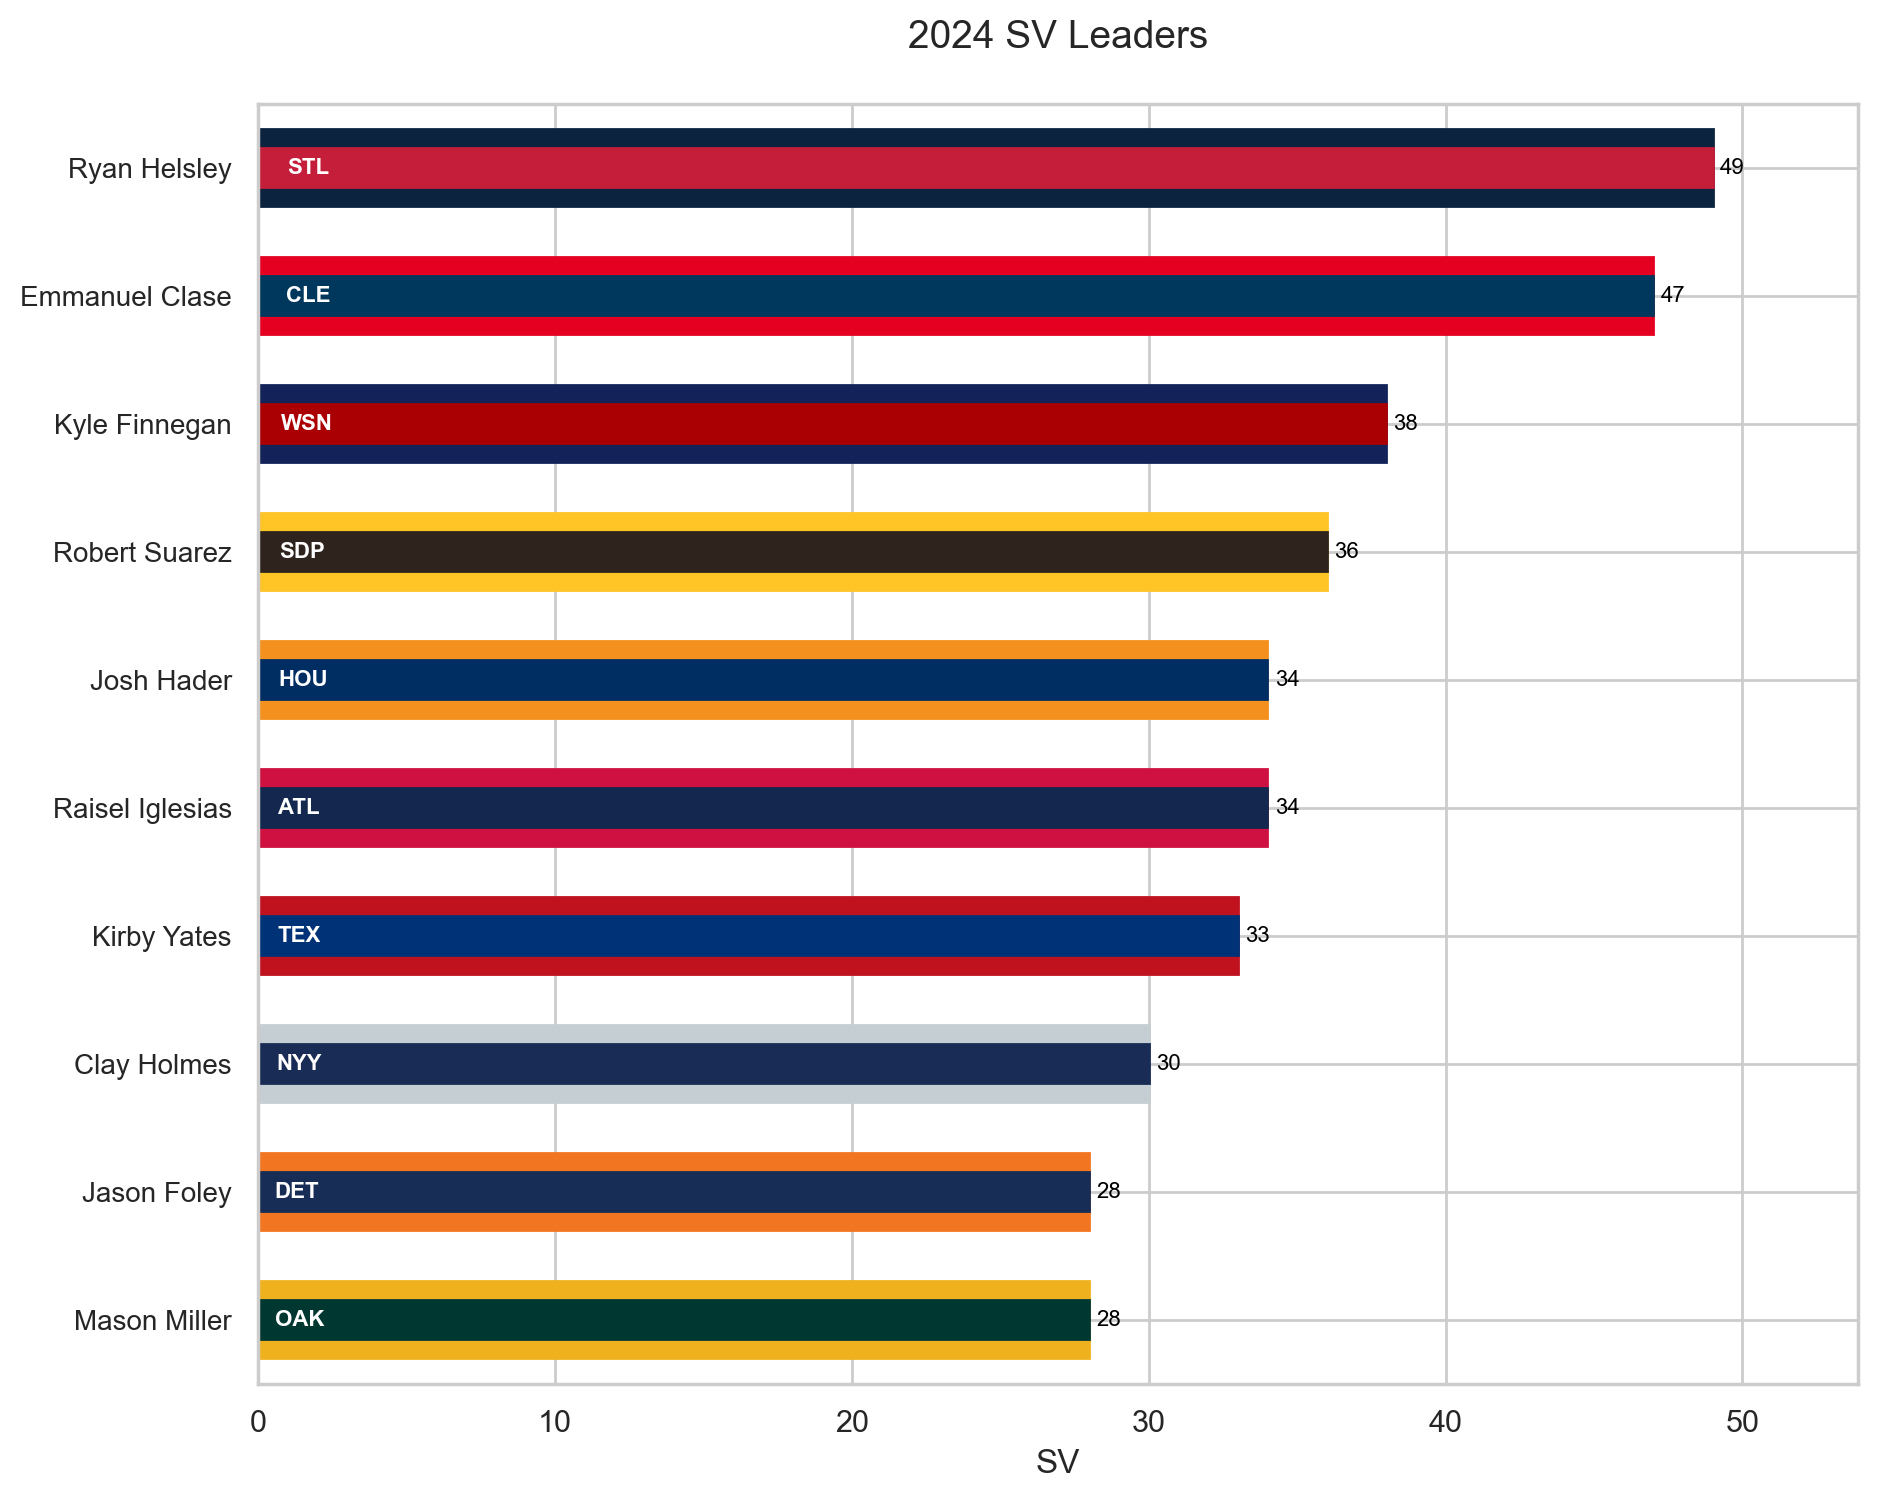 2024 SV Leaders
Ryan Helsley STL 49
Emmanuel Clase CLE 47
Kyle Finnegan WSN 38
Robert Suarez SDP 36
Josh Hader HOU 34
Raisel Iglesias ATL 34
Kirby Yates TEX 33
Clay Holmes NYY 30
Jason Foley DET 28
Mason Miller OAK 28
0 10 20 30 40 50
SV